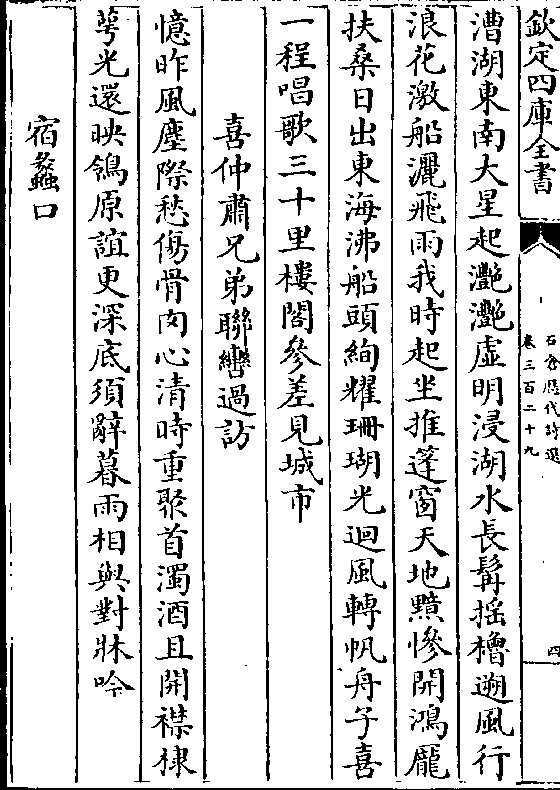 欽定四庫全書
石倉歷代詩選
卷三百二十九
四
漕湖東南大星起灔灔虛明浸湖水長髯搖櫓遡風行
浪花激船灑飛雨我時起坐推蓬窗天地黲慘開鴻龎
扶桑日出東海沸船頭絢耀珊瑚光迴風轉帆舟子喜
一程唱歌三十里樓閣參差見城市
喜仲肅兄弟聯轡過訪
憶昨風塵際愁傷骨肉心清時重聚首濁酒且開襟棣
萼光還映鴒原誼更深底須辭暮雨相與對牀吟
宿蠡口